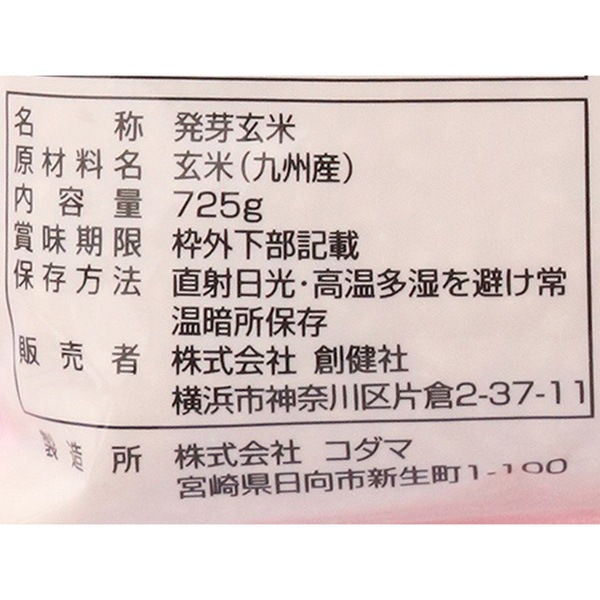 名称 発芽玄米
原材料名 玄米(九州産)
内容量 725g
賞味期限 枠外下部記載
保存方法 直射日光・高温多湿を避け常
温暗所保存
販売者 株式会社 創健社
横浜市神奈川区片倉2-37-11
製造所 株式会社 コダマ
宮崎県日向市新生町1-100